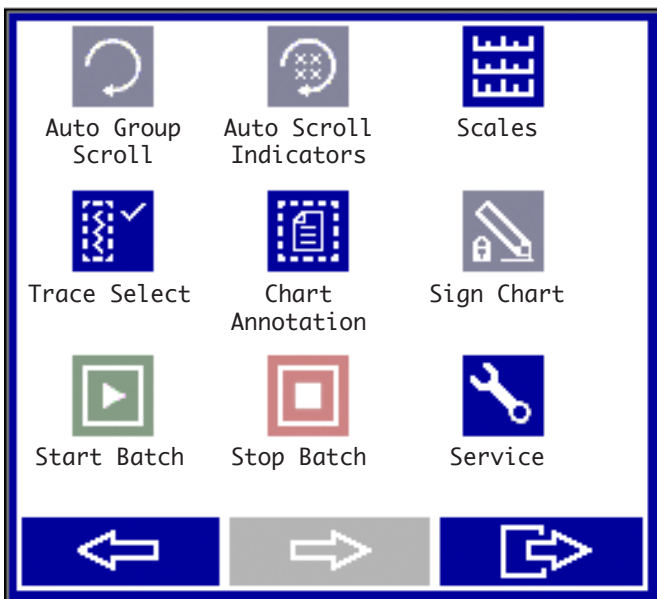 Auto Group
Scroll
Auto Scroll
Indicators
Scales
Trace Select
Chart
Annotation
Sign Chart
Start Batch
Stop Batch
Service